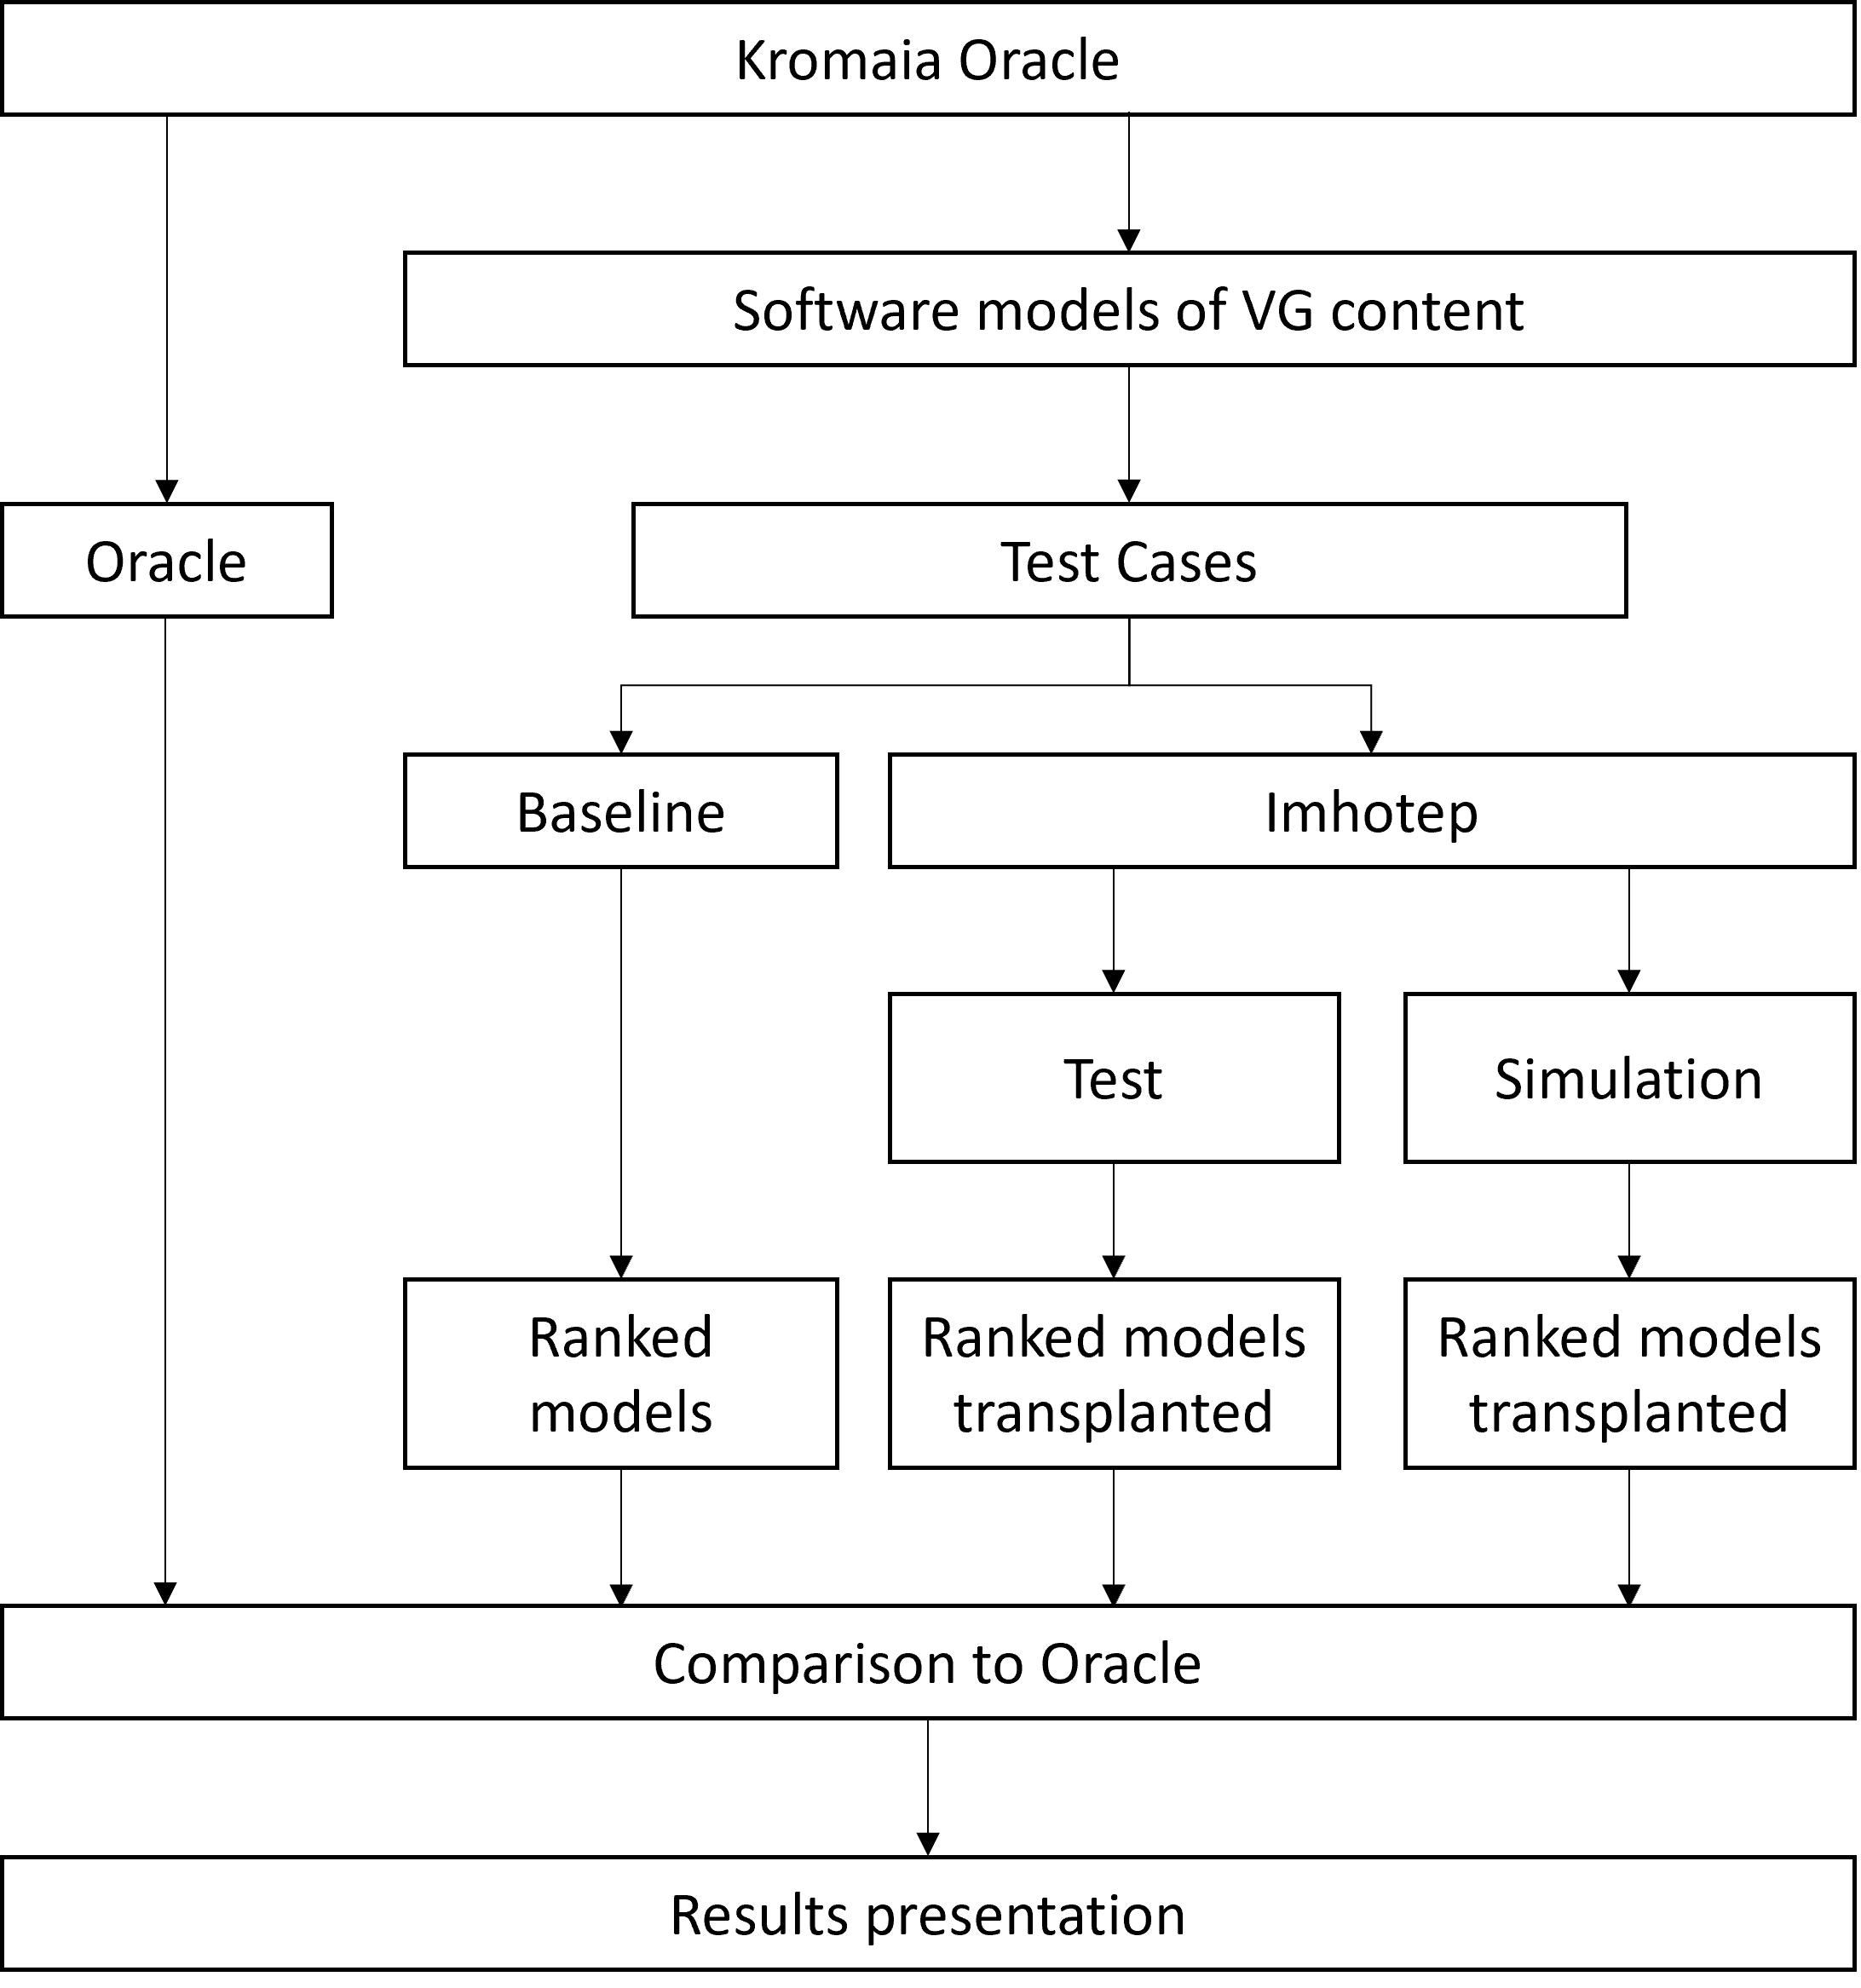 Kromaia Oracle
Software models of VG content
Oracle
Test Cases
Baseline
Imhotep
Test
Simulation
Ranked
models
Ranked models
transplanted
Ranked models
transplanted
Comparison to Oracle
Results presentation